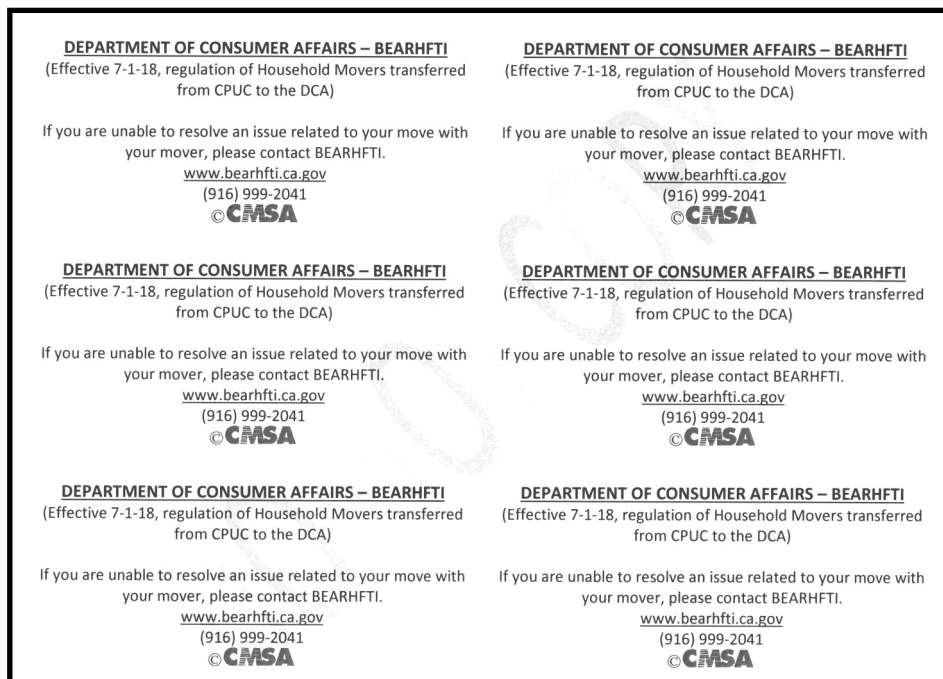 DEPARTMENT OF CONSUMER AFFAIRS – BEARHFTI
(Effective 7-1-18, regulation of Household Movers transferred
from CPUC to the DCA)
If you are unable to resolve an issue related to your move with
your mover, please contact BEARHFTI.
www.bearhfti.ca.gov
(916) 999-2041
©CMSA
DEPARTMENT OF CONSUMER AFFAIRS – BEARHFTI
(Effective 7-1-18, regulation of Household Movers transferred
from CPUC to the DCA)
If you are unable to resolve an issue related to your move with
your mover, please contact BEARHFTI.
www.bearhfti.ca.gov
(916) 999-2041
©CMSA
DEPARTMENT OF CONSUMER AFFAIRS – BEARHFTI
(Effective 7-1-18, regulation of Household Movers transferred
from CPUC to the DCA)
If you are unable to resolve an issue related to your move with
your mover, please contact BEARHFTI.
www.bearhfti.ca.gov
(916) 999-2041
©CMSA
DEPARTMENT OF CONSUMER AFFAIRS – BEARHFTI
(Effective 7-1-18, regulation of Household Movers transferred
from CPUC to the DCA)
If you are unable to resolve an issue related to your move with
your mover, please contact BEARHFTI.
www.bearhfti.ca.gov
(916) 999-2041
©CMSA
DEPARTMENT OF CONSUMER AFFAIRS – BEARHFTI
(Effective 7-1-18, regulation of Household Movers transferred
from CPUC to the DCA)
If you are unable to resolve an issue related to your move with
your mover, please contact BEARHFTI.
www.bearhfti.ca.gov
(916) 999-2041
©CMSA
DEPARTMENT OF CONSUMER AFFAIRS – BEARHFTI
(Effective 7-1-18, regulation of Household Movers transferred
from CPUC to the DCA)
If you are unable to resolve an issue related to your move with
your mover, please contact BEARHFTI.
www.bearhfti.ca.gov
(916) 999-2041
©CMSA